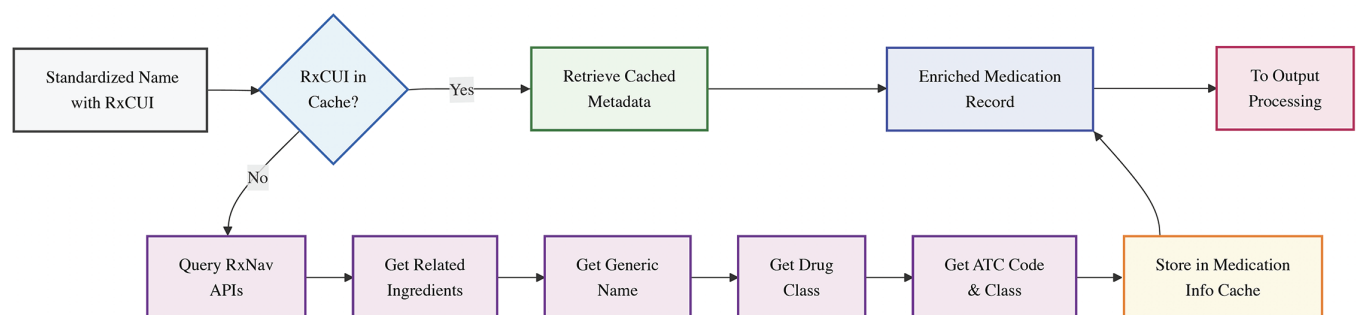 Standardized Name
with RxCUI
RxCUI in
Cache?
Yes
Retrieve Cached
Metadata
Enriched Medication
Record
To Output
Processing
No
Query RxNav
APIs
Get Related
Ingredients
Get Generic
Name
Get Drug
Class
Get ATC Code
& Class
Store in Medication
Info Cache